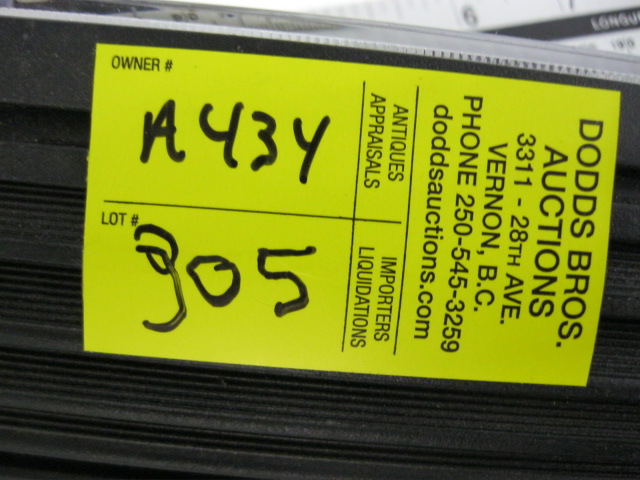 OWNER #
A434
LOT #
305
ANTIQUES
APPRAISALS
IMPORTERS
LIQUIDATIONS
DODDS BROS.
AUCTIONS
3311 - 28TH AVE.
VERNON, B.C.
PHONE 250-545-3259
doddsauctions.com
6